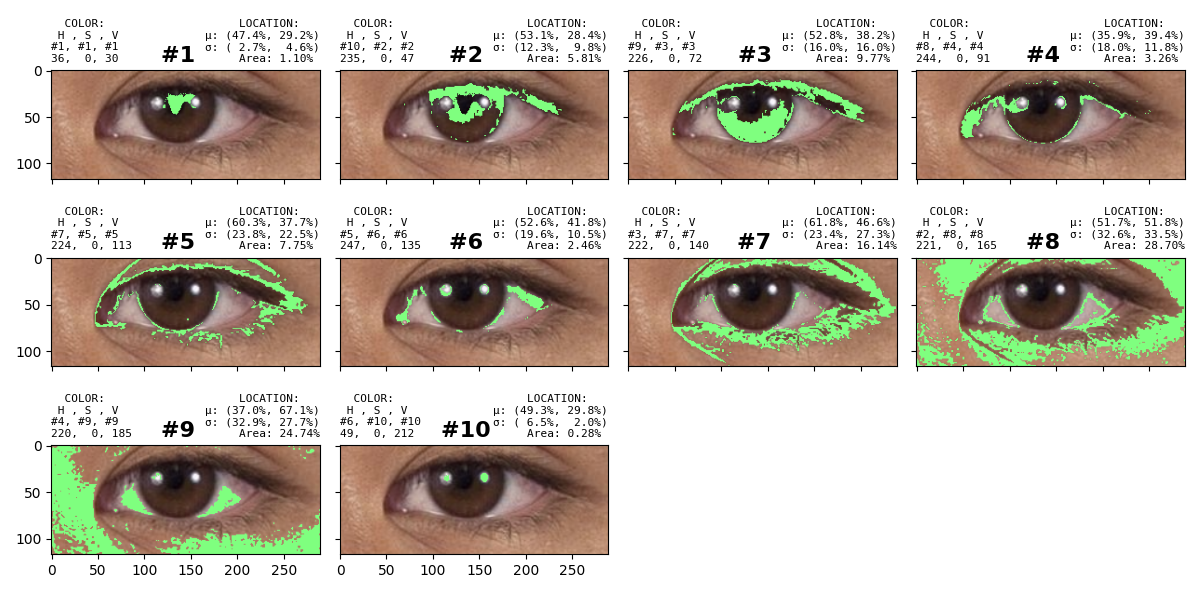 COLOR: LOCATION:
H , S , V μ: (47.4%, 29.2%)
#1, #1, #1 #1 σ: ( 2.7%,  4.6%)
36,  0, 30 Area: 1.10%
COLOR: LOCATION:
H , S , V μ: (53.1%, 28.4%)
#10, #2, #2 #2 σ: (12.3%,  9.8%)
235,  0, 47 Area: 5.81%
COLOR: LOCATION:
H , S , V μ: (52.8%, 38.2%)
#9, #3, #3 #3 σ: (16.0%, 16.0%)
226,  0, 72 Area: 9.77%
COLOR: LOCATION:
H , S , V μ: (35.9%, 39.4%)
#8, #4, #4 #4 σ: (18.0%, 11.8%)
244,  0, 91 Area: 3.26%
0
50
100
COLOR: LOCATION:
H , S , V μ: (60.3%, 37.7%)
#7, #5, #5 #5 σ: (23.8%, 22.5%)
224,  0, 113 Area: 7.75%
COLOR: LOCATION:
H , S , V μ: (52.6%, 41.8%)
#5, #6, #6 #6 σ: (19.6%, 10.5%)
247,  0, 135 Area: 2.46%
COLOR: LOCATION:
H , S , V μ: (61.8%, 46.6%)
#3, #7, #7 #7 σ: (23.4%, 27.3%)
222,  0, 140 Area: 16.14%
COLOR: LOCATION:
H , S , V μ: (51.7%, 51.8%)
#2, #8, #8 #8 σ: (32.6%, 33.5%)
221,  0, 165 Area: 28.70%
0
50
100
COLOR: LOCATION:
H , S , V μ: (37.0%, 67.1%)
#4, #9, #9 #9 σ: (32.9%, 27.7%)
220,  0, 185 Area: 24.74%
COLOR: LOCATION:
H , S , V μ: (49.3%, 29.8%)
#6, #10, #10 #10 σ: ( 6.5%,  2.0%)
49,  0, 212 Area: 0.28%
0
50
100
0 50 100 150 200 250
0 50 100 150 200 250